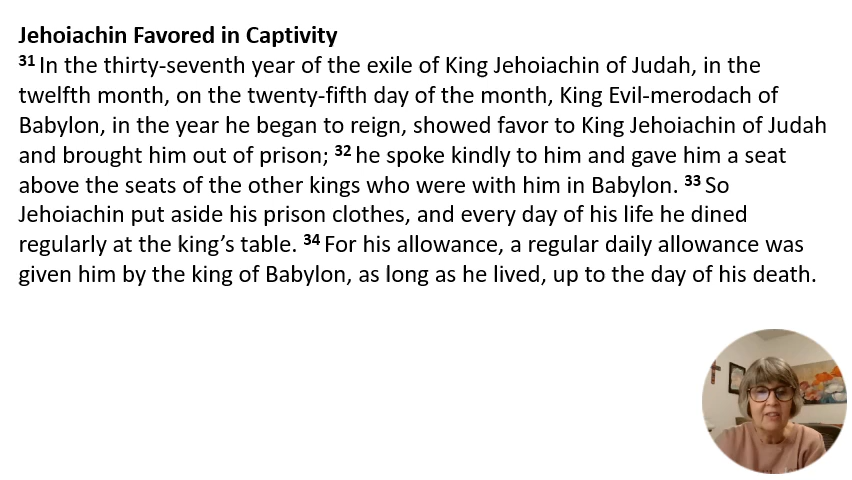 Jehoiachin Favored in Captivity
31 In the thirty-seventh year of the exile of King Jehoiachin of Judah, in the
twelfth month, on the twenty-fifth day of the month, King Evil-merodach of
Babylon, in the year he began to reign, showed favor to King Jehoiachin of Judah
and brought him out of prison; 32 he spoke kindly to him and gave him a seat
above the seats of the other kings who were with him in Babylon. 33 So
Jehoiachin put aside his prison clothes, and every day of his life he dined
regularly at the king’s table. 34 For his allowance, a regular daily allowance was
given him by the king of Babylon, as long as he lived, up to the day of his death.